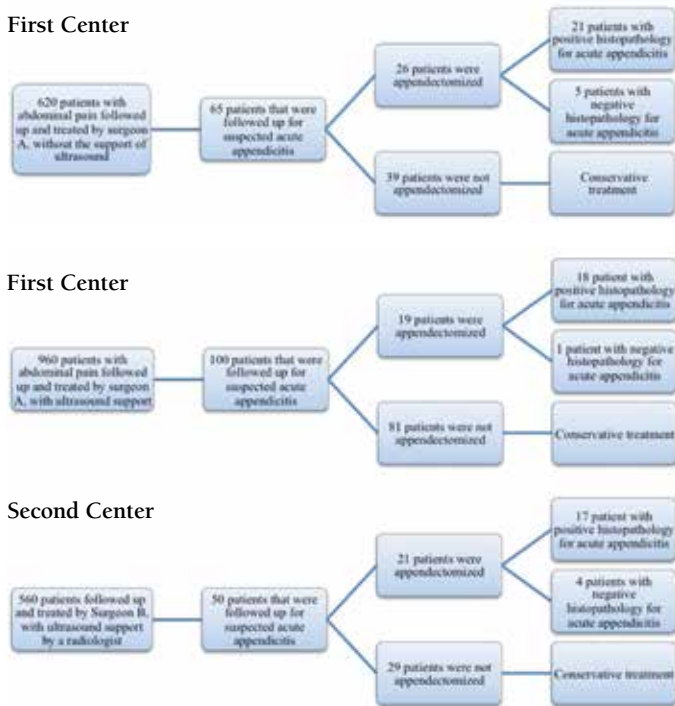 First Center
620 patients with
abdominal pain followed
up and treated by surgeon
A, without the support of
ultrasound
65 patients that were
followed up for
suspected acute
appendicitis
26 patients were
appendectomized
21 patients with
positive histopathology
for acute appendicitis
5 patients with
negative
histopathology for
acute appendicitis
39 patients were not
appendectomized
Conservative
treatment
First Center
960 patients with
abdominal pain followed
up and treated by surgeon
A, with ultrasound support
100 patients that were
followed up for
suspected acute
appendicitis
19 patients were
appendectomized
18 patient with
positive histopathology
for acute appendicitis
1 patient with negative
histopathology for
acute appendicitis
81 patients were not
appendectomized
Conservative treatment
Second Center
560 patients followed up
and treated by Surgeon B,
with ultrasound support
by a radiologist
50 patients that were
followed up for
suspected acute
appendicitis
21 patients were
appendectomized
17 patient with
positive histopathology
for acute appendicitis
4 patients with
negative
histopathology for
acute appendicitis
29 patients were not
appendectomized
Conservative treatment